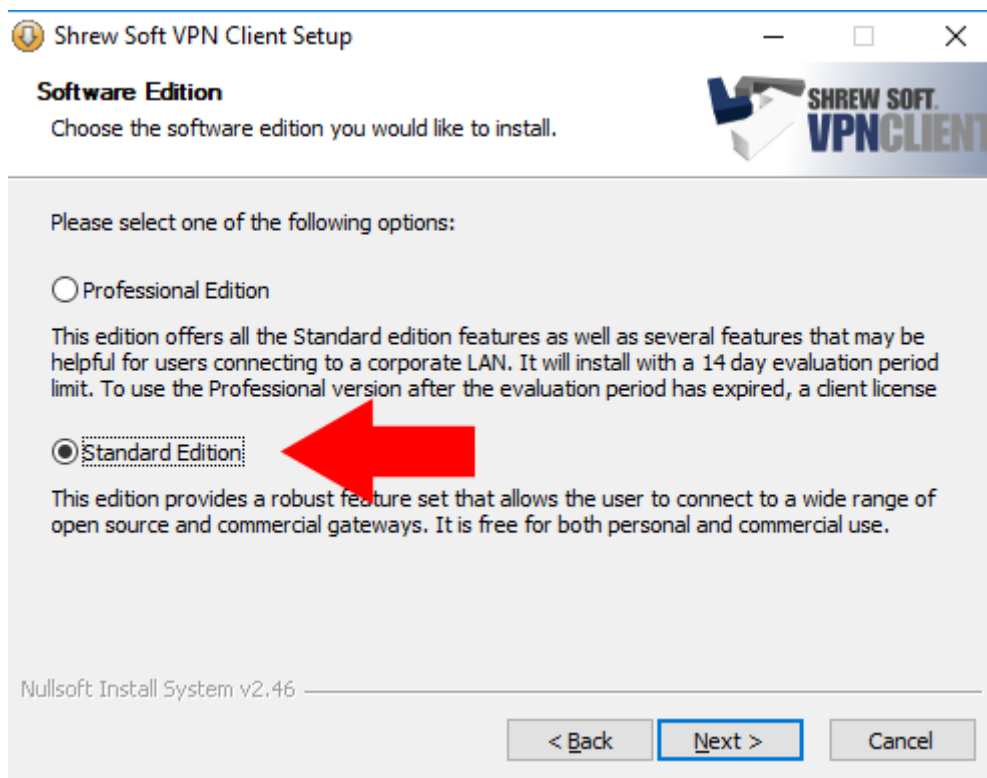 Shrew Soft VPN Client Setup
Software Edition
Choose the software edition you would like to install.
SHREW SOFT.
VPNCLIENT
Please select one of the following options:
Professional Edition
This edition offers all the Standard edition features as well as several features that may be
helpful for users connecting to a corporate LAN. It will install with a 14 day evaluation period
limit. To use the Professional version after the evaluation period has expired, a client license
Standard Edition
This edition provides a robust feature set that allows the user to connect to a wide range of
open source and commercial gateways. It is free for both personal and commercial use.
Nullsoft Install System v2.46
< Back
Next >
Cancel